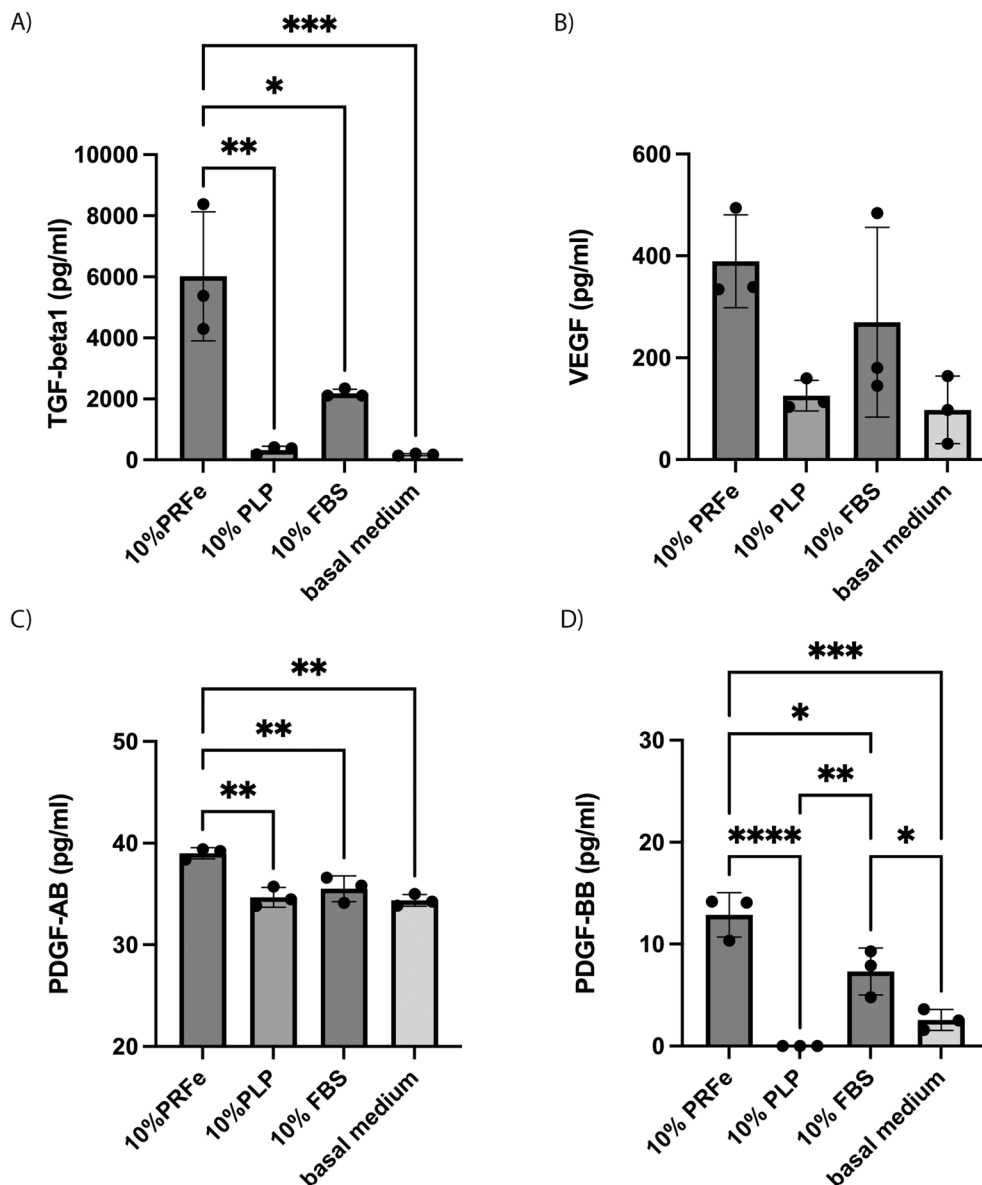 A)
***
*
**
10000
8000
6000
4000
2000
0
TGF-beta1 (pg/ml)
10%PRFe
10% PLP
10% FBS
basal medium
B)
600
400
200
0
VEGF (pg/ml)
10% PRFe
10% PLP
10% FBS
basal medium
C)
**
**
**
50
40
30
20
PDGF-AB (pg/ml)
10%PRFe
10%PLP
10% FBS
basal medium
D)
***
*
**
****
*
30
20
10
0
PDGF-BB (pg/ml)
10% PRFe
10% PLP
10% FBS
basal medium